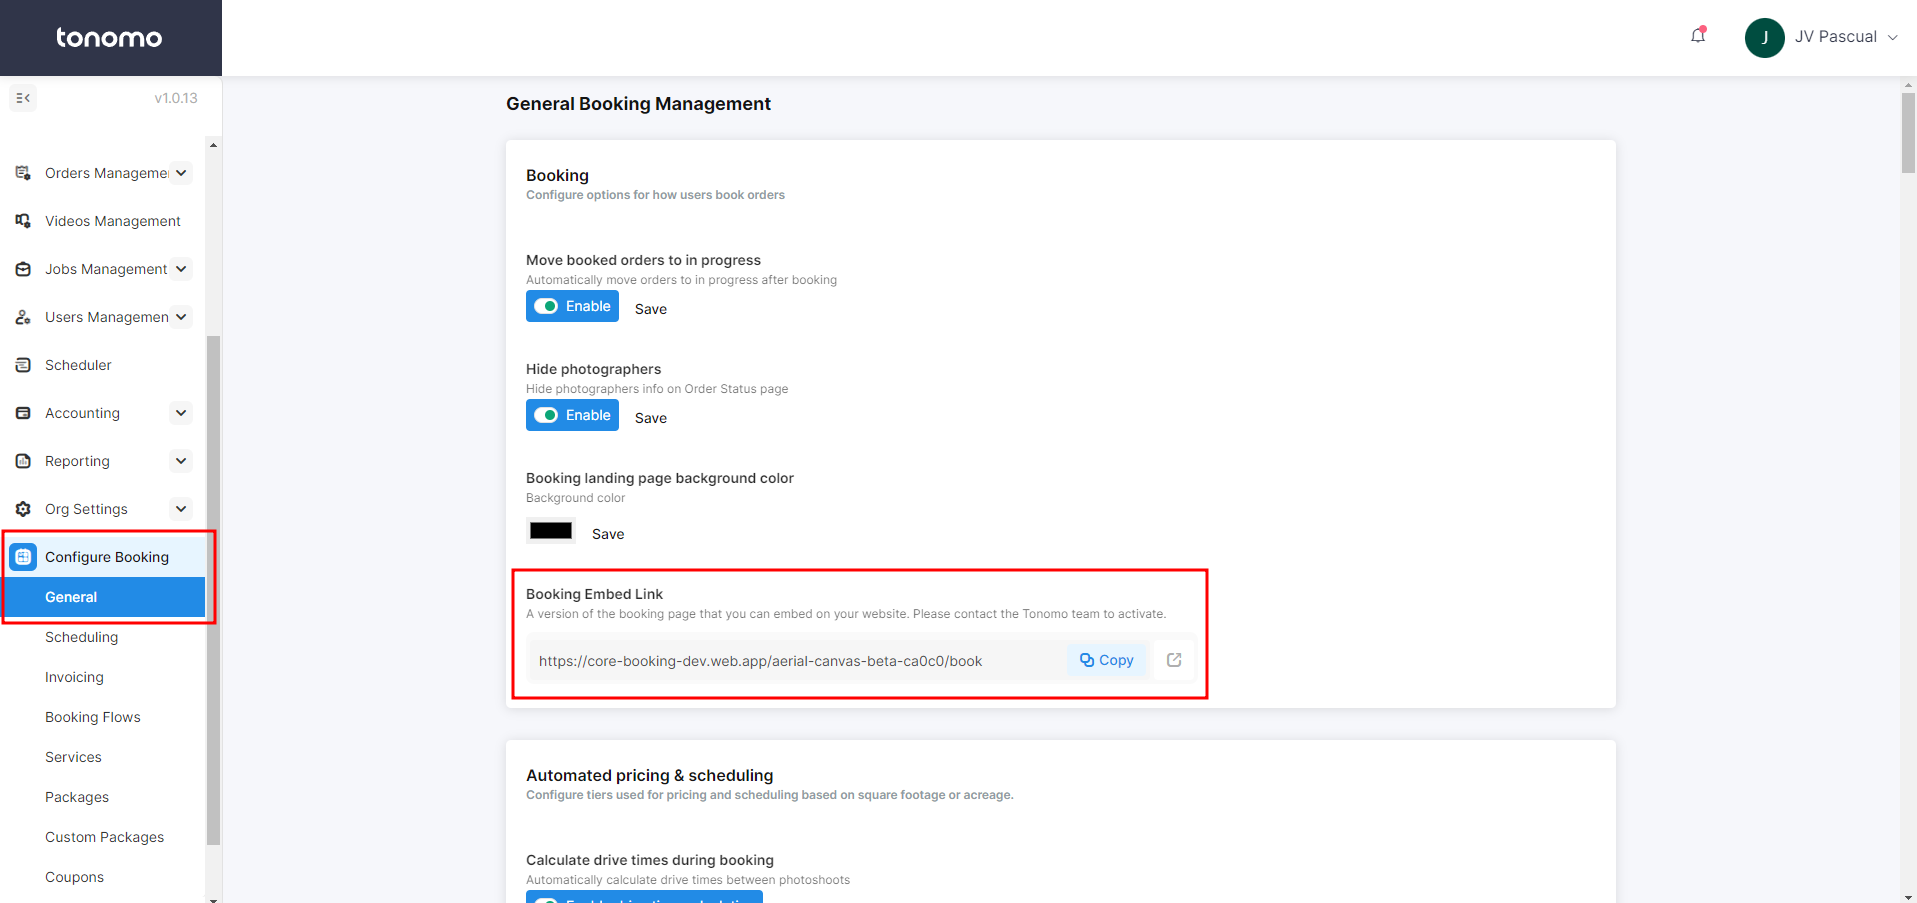 tonomo
J
JV Pascual
v1.0.13
Orders Manageme
Videos Management
Jobs Management
Users Managemen
Scheduler
Accounting
Reporting
Org Settings
Configure Booking
General
Scheduling
Invoicing
Booking Flows
Services
Packages
Custom Packages
Coupons
General Booking Management
Booking
Configure options for how users book orders
Move booked orders to in progress
Automatically move orders to in progress after booking
Enable Save
Hide photographers
Hide photographers info on Order Status page
Enable Save
Booking landing page background color
Background color
Save
Booking Embed Link
A version of the booking page that you can embed on your website. Please contact the Tonomo team to activate.
https://core-booking-dev.web.app/aerial-canvas-beta-ca0c0/book Copy
Automated pricing & scheduling
Configure tiers used for pricing and scheduling based on square footage or acreage.
Calculate drive times during booking
Automatically calculate drive times between photoshoots